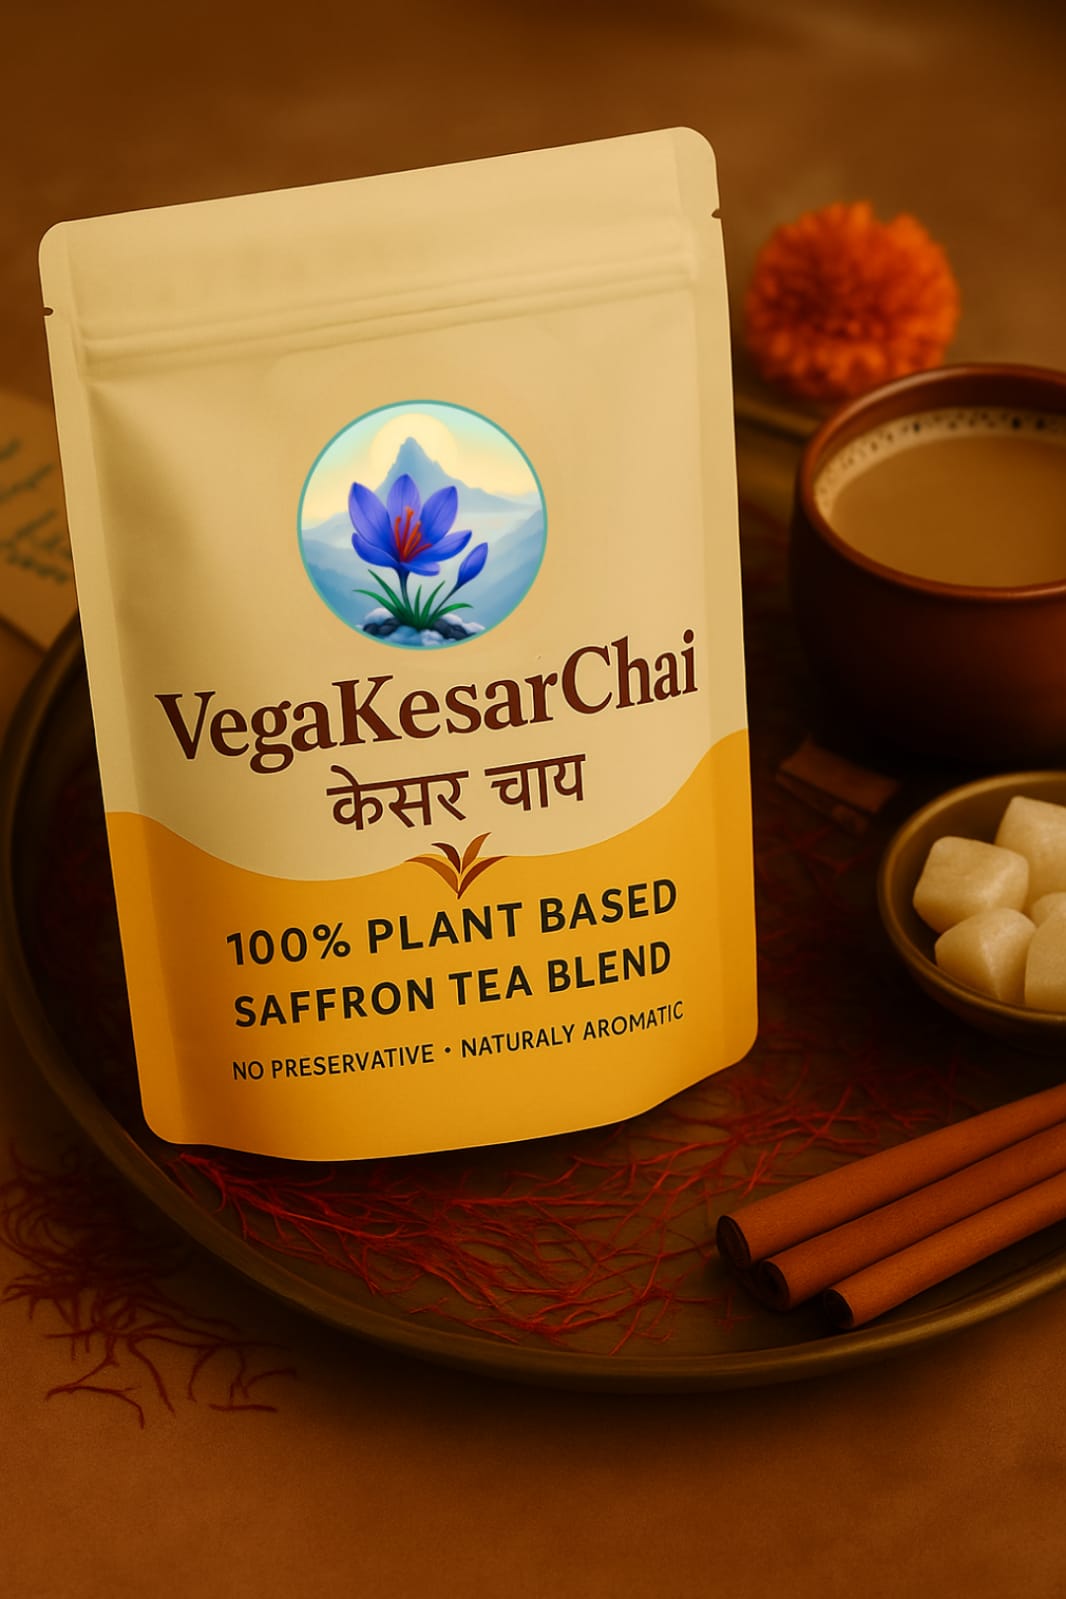 VegaKesarChai
केसर चाय
100% PLANT BASED
SAFFRON TEA BLEND
NO PRESERVATIVE • NATURALY AROMATIC